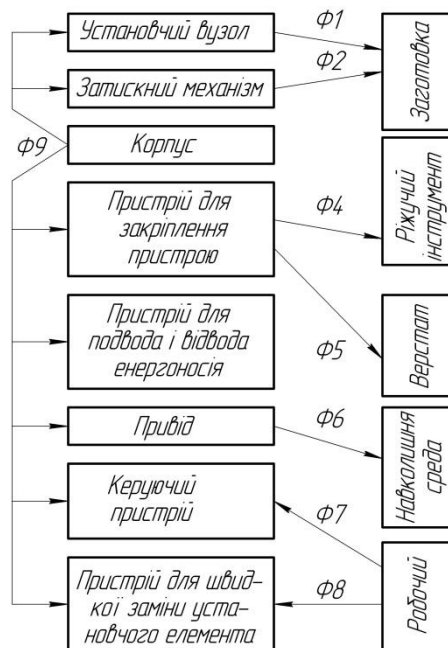 Установчий вузол
Ф1
Затискний механізм
Ф2
Заготовка
Корпус
Ф9
Пристрій для
закріплення
пристрою
Ф4
Ріжучий
інструмент
Пристрій для
подвода і відвода
енергоносія
Ф5
Верстат
Привід
Ф6
Навколишня
среда
Керуючий
пристрій
Ф7
Пристрій для швид-
кої заміни уста-
новчого елемента
Ф8
Робочий